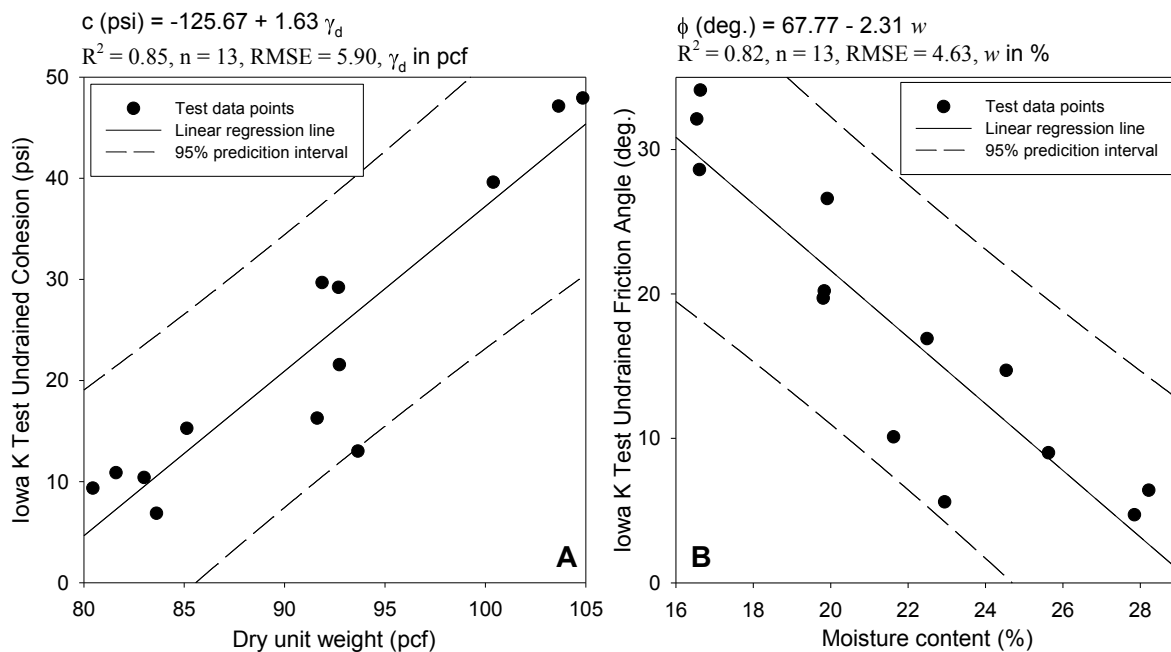 c (psi) = -125.67 + 1.63 γd
R² = 0.85, n = 13, RMSE = 5.90, γd in pcf
Test data points
Linear regression line
95% predicition interval
Iowa K Test Undrained Cohesion (psi)
50
40
30
20
10
0
A
80 85 90 95 100 105
Dry unit weight (pcf)
ϕ (deg.) = 67.77 - 2.31 w
R² = 0.82, n = 13, RMSE = 4.63, w in %
Test data points
Linear regression line
95% predicition interval
Iowa K Test Undrained Friction Angle (deg.)
30
20
10
0
B
16 20 22 24 26 28
Moisture content (%)